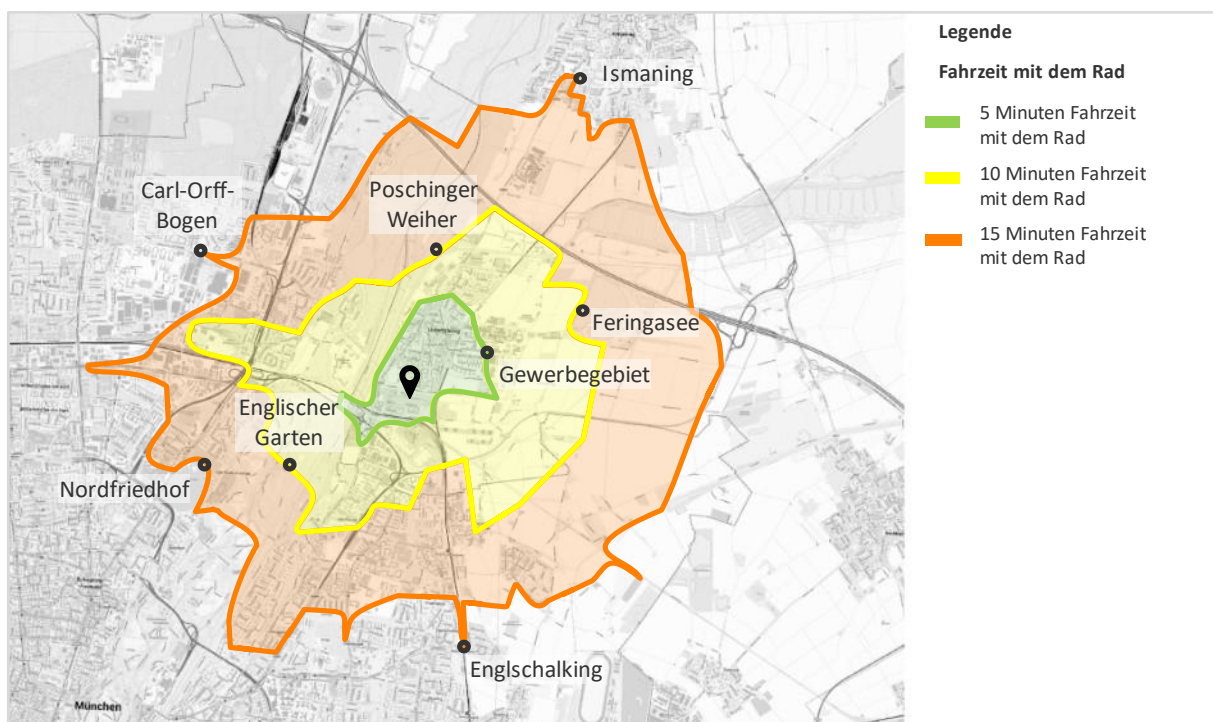 Legende
Fahrzeit mit dem Rad
5 Minuten Fahrzeit
mit dem Rad
10 Minuten Fahrzeit
mit dem Rad
15 Minuten Fahrzeit
mit dem Rad
Ismaning
Carl-Orff-
Bogen
Poschinger
Weiher
Feringasee
Gewerbegebiet
Englischer
Garten
Nordfriedhof
Englschalking
München